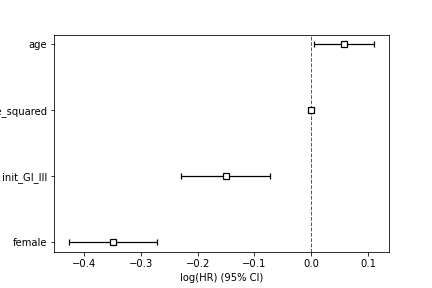 age
e_squared
init_GI_III
female
−0.4 −0.3 −0.2 −0.1 0.0 0.1
log(HR) (95% CI)